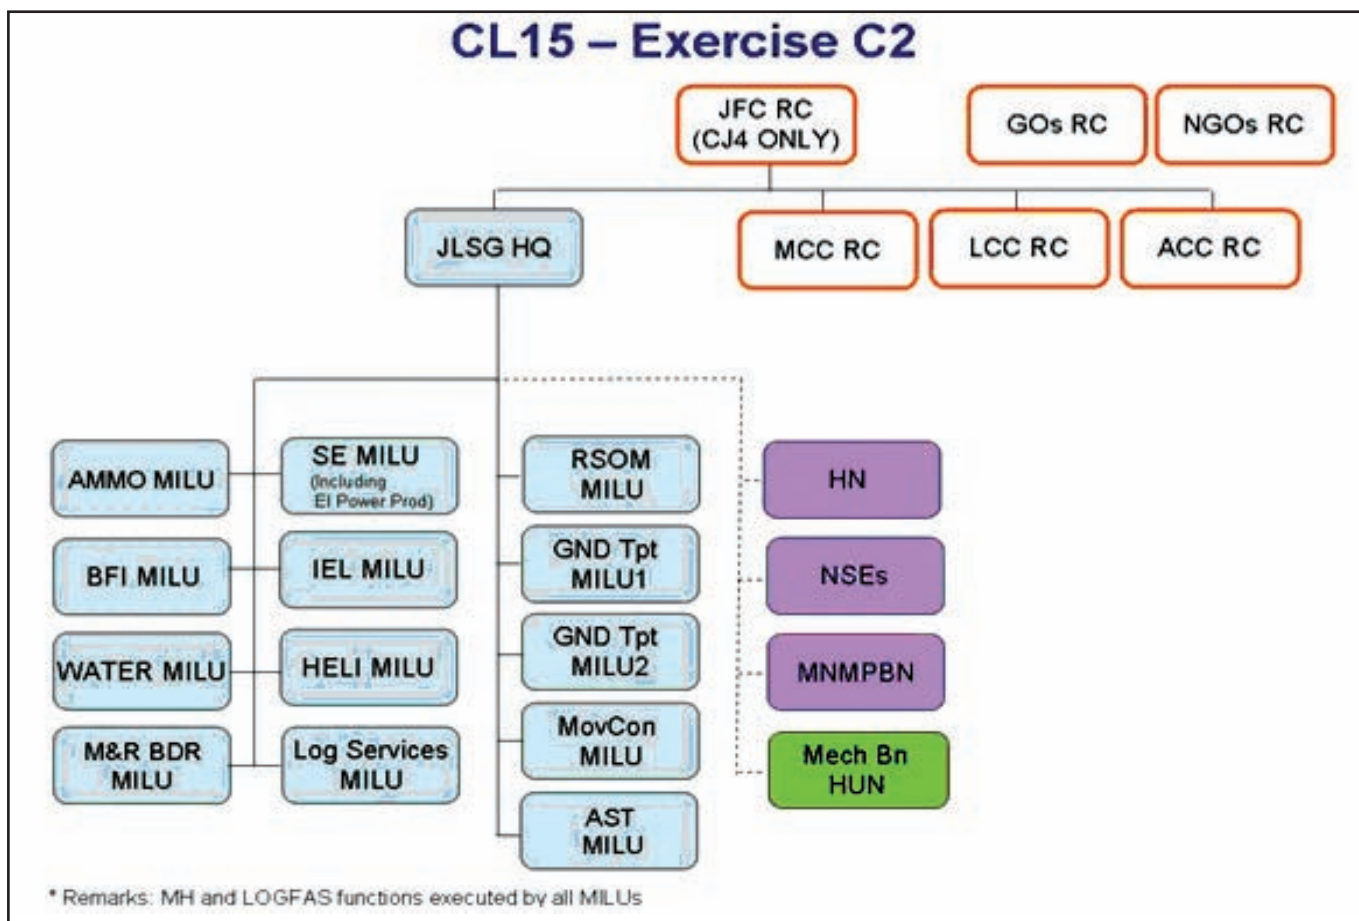 CL15 – Exercise C2
JFC RC
(CJ4 ONLY)
GOs RC
NGOs RC
JLSG HQ
MCC RC
LCC RC
ACC RC
AMMO MILU
SE MILU
(Including
El Power Prod)
RSOM
MILU
HN
BFI MILU
IEL MILU
GND Tpt
MILU1
NSEs
WATER MILU
HELI MILU
GND Tpt
MILU2
MNMPBN
M&R BDR
MILU
Log Services
MILU
MovCon
MILU
Mech Bn
HUN
AST
MILU
* Remarks: MH and LOGFAS functions executed by all MILUs